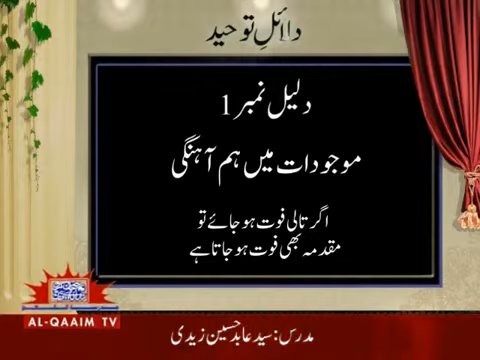 دلائلِ توحید
دلیل نمبر 1
موجودات میں ہم آہنگی
اگر تالی فوت ہو جائے تو
مقدمہ بھی فوت ہو جاتا ہے
AL-QAAIM TV
مدرس: سید عابد حسین زیدی